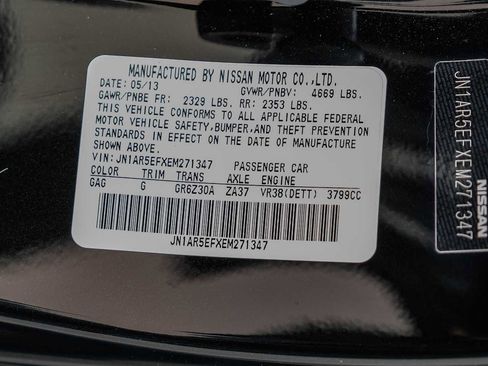 MANUFACTURED BY NISSAN MOTOR CO.,LTD.
DATE: 05/13 GVWR/PNBV: 4669 LBS.
GAWR/PNBE FR: 2329 LBS. RR: 2353 LBS.
THIS VEHICLE CONFORMS TO ALL APPLICABLE FEDERAL
MOTOR VEHICLE SAFETY,BUMPER,AND THEFT PREVENTION
STANDARDS IN EFFECT ON THE DATE OF MANUFACTURE
SHOWN ABOVE.
VIN: JN1AR5EFXEM271347 PASSENGER CAR
COLOR TRIM TRANS AXLE ENGINE
GAG G GR6Z30A ZA37 VR38(DETT) 3799CC
JN1AR5EFXEM271347
JN1AR5EFXEM271347
NISSAN